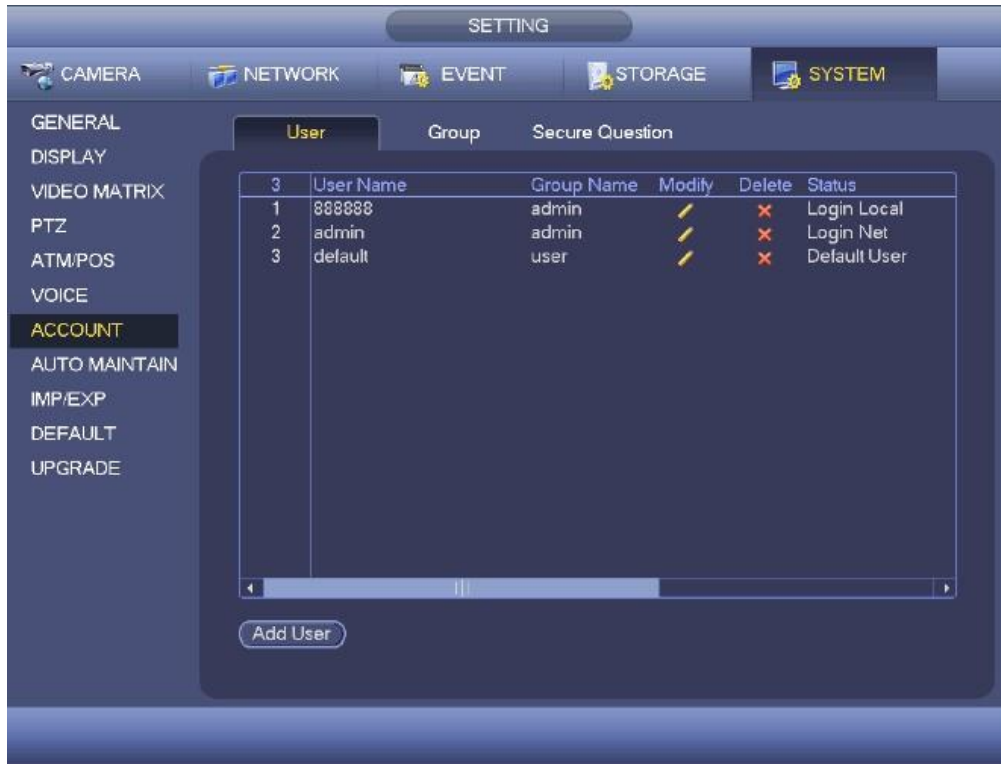 SETTING
CAMERA NETWORK EVENT STORAGE SYSTEM
GENERAL
DISPLAY
VIDEO MATRIX
PTZ
ATM/POS
VOICE
ACCOUNT
AUTO MAINTAIN
IMP/EXP
DEFAULT
UPGRADE
User Group Secure Question
3 User Name Group Name Modify Delete Status
1 888888 admin Login Local
2 admin admin Login Net
3 default user Default User
Add User